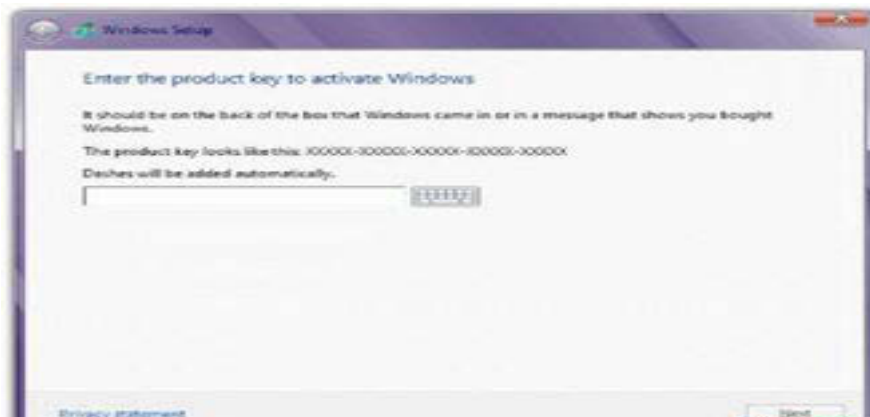 Windows Setup
Enter the product key to activate Windows
It should be on the back of the box that Windows came in or in a message that shows you bought
Windows.
The product key looks like this: XXXXX-XXXXX-XXXXX-XXXXX-XXXXX
Dashes will be added automatically.
Privacy statement
Next